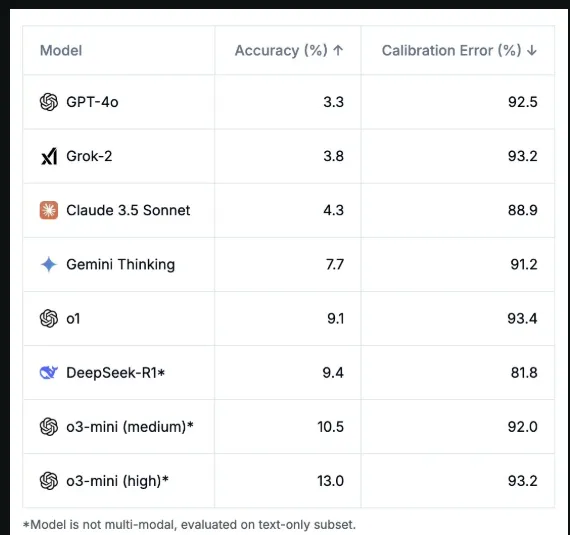 Model Accuracy (%) ↑ Calibration Error (%) ↓
GPT-4o 3.3 92.5
Grok-2 3.8 93.2
Claude 3.5 Sonnet 4.3 88.9
Gemini Thinking 7.7 91.2
o1 9.1 93.4
DeepSeek-R1* 9.4 81.8
o3-mini (medium)* 10.5 92.0
o3-mini (high)* 13.0 93.2
*Model is not multi-modal, evaluated on text-only subset.